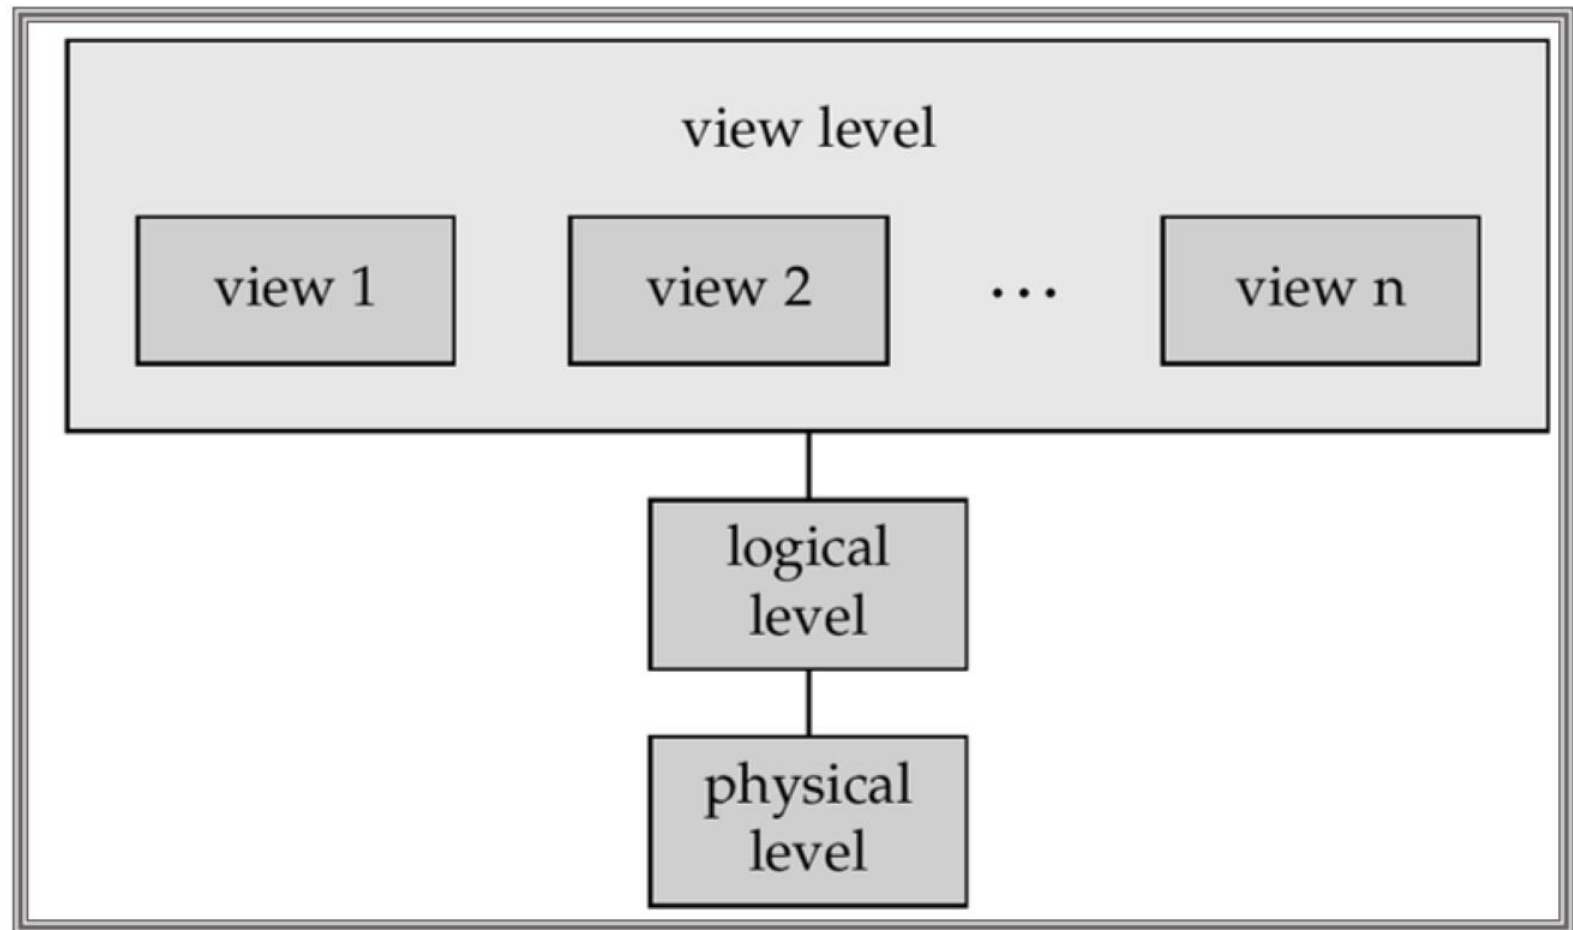 view level
view 1
view 2
...
view n
logical
level
physical
level